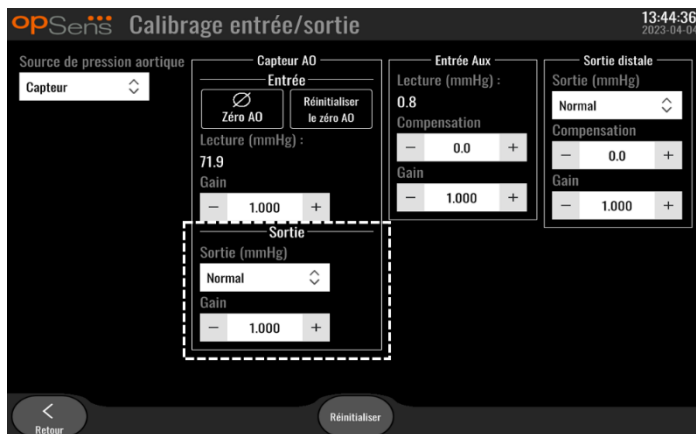 opSens Calibrage entrée/sortie
13:44:36
2023-04-04
Source de pression aortique
Capteur
Capteur AO
Entrée
Zéro AO
Réinitialiser
le zéro AO
Lecture (mmHg) :
71.9
Gain
− 1.000 +
Sortie
Sortie (mmHg)
Normal
Gain
− 1.000 +
Entrée Aux
Lecture (mmHg) :
0.8
Compensation
− 0.0 +
Gain
− 1.000 +
Sortie distale
Sortie (mmHg)
Normal
Compensation
− 0.0 +
Gain
− 1.000 +
Retour
Réinitialiser